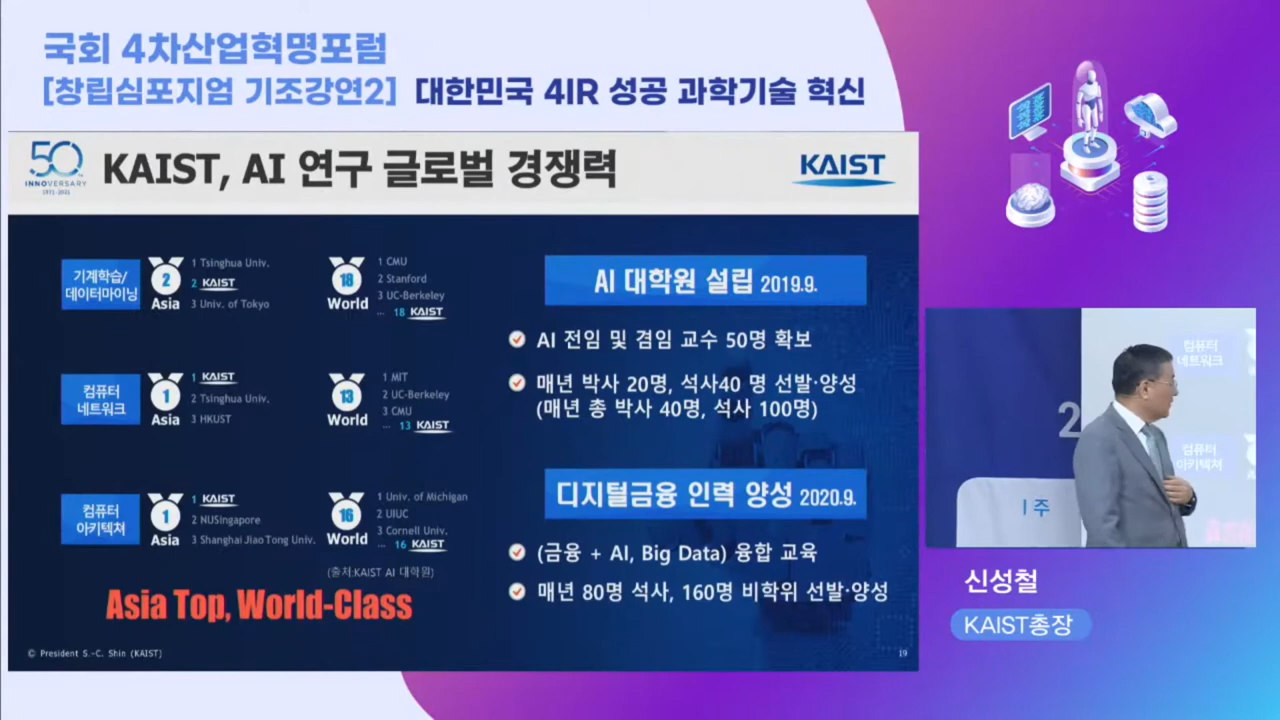 국회 4차산업혁명포럼
[창립심포지엄 기조강연2] 대한민국 4IR 성공 과학기술 혁신
50
INNOVERSARY
1971-2021
KAIST, AI 연구 글로벌 경쟁력
KAIST
기계학습/
데이터마이닝
2
Asia
1 Tsinghua Univ.
2 KAIST
3 Univ. of Tokyo
18
World
1 CMU
2 Stanford
3 UC-Berkeley
... 18 KAIST
컴퓨터
네트워크
1
Asia
1 KAIST
2 Tsinghua Univ.
3 HKUST
13
World
1 MIT
2 UC-Berkeley
3 CMU
... 13 KAIST
컴퓨터
아키텍쳐
1
Asia
1 KAIST
2 NUSingapore
3 Shanghai Jiao Tong Univ.
16
World
1 Univ. of Michigan
2 UIUC
3 Cornell Univ.
... 16 KAIST
(출처:KAIST AI 대학원)
Asia Top, World-Class
AI 대학원 설립 2019.9.
AI 전임 및 겸임 교수 50명 확보
매년 박사 20명, 석사40 명 선발·양성
(매년 총 박사 40명, 석사 100명)
디지털금융 인력 양성 2020.9.
(금융 + AI, Big Data) 융합 교육
매년 80명 석사, 160명 비학위 선발·양성
© President S.-C. Shin (KAIST)
19
컴퓨터
네트워크
2
컴퓨터
아키텍쳐
주
신성철
KAIST총장